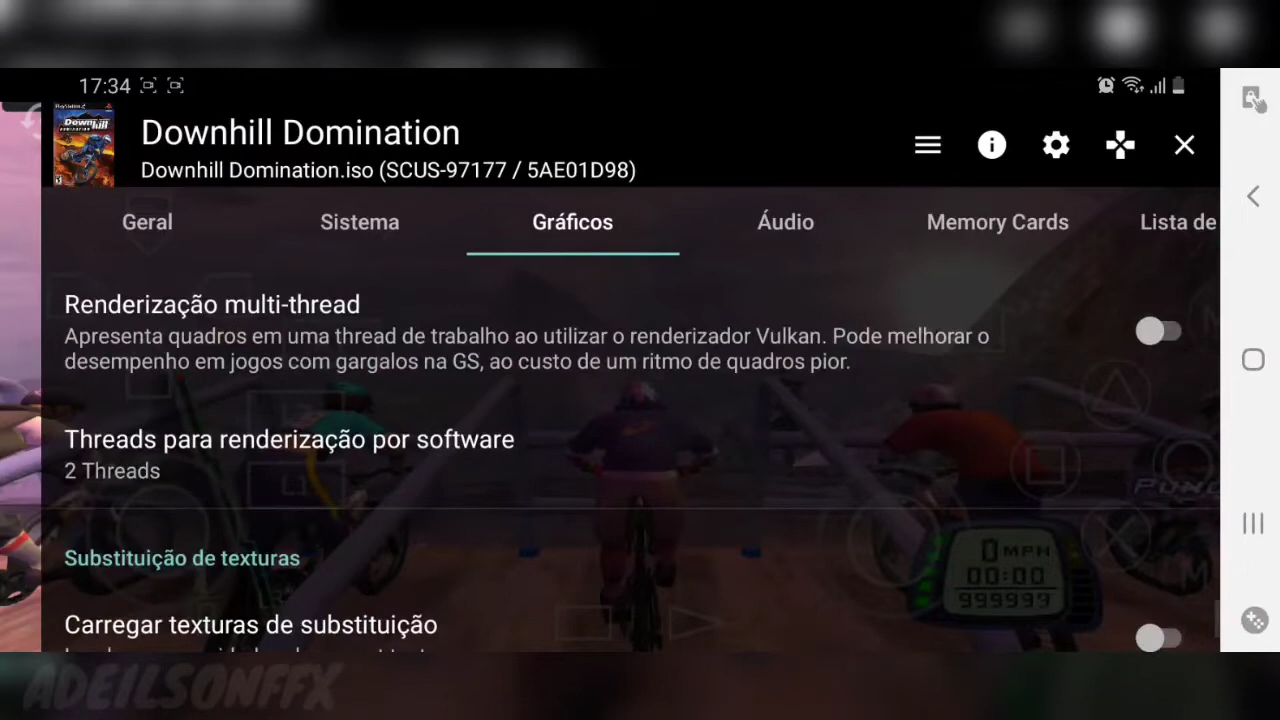 17:34
Downhill Domination
Downhill Domination.iso (SCUS-97177 / 5AE01D98)
Geral Sistema Gráficos Áudio Memory Cards Lista de
Renderização multi-thread
Apresenta quadros em uma thread de trabalho ao utilizar o renderizador Vulkan. Pode melhorar o
desempenho em jogos com gargalos na GS, ao custo de um ritmo de quadros pior.
Threads para renderização por software
2 Threads
Substituição de texturas
Carregar texturas de substituição
0 MPH
00:00
999993
ADEILSONFFX